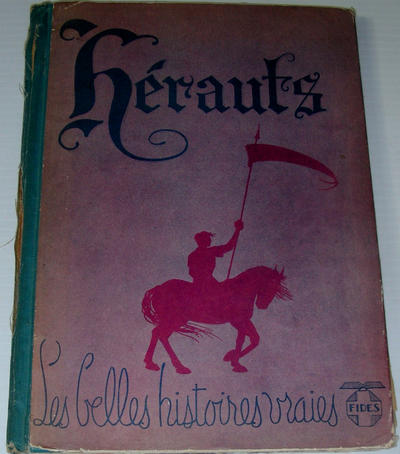 Hérauts
Les belles histoires vraies
FIDES